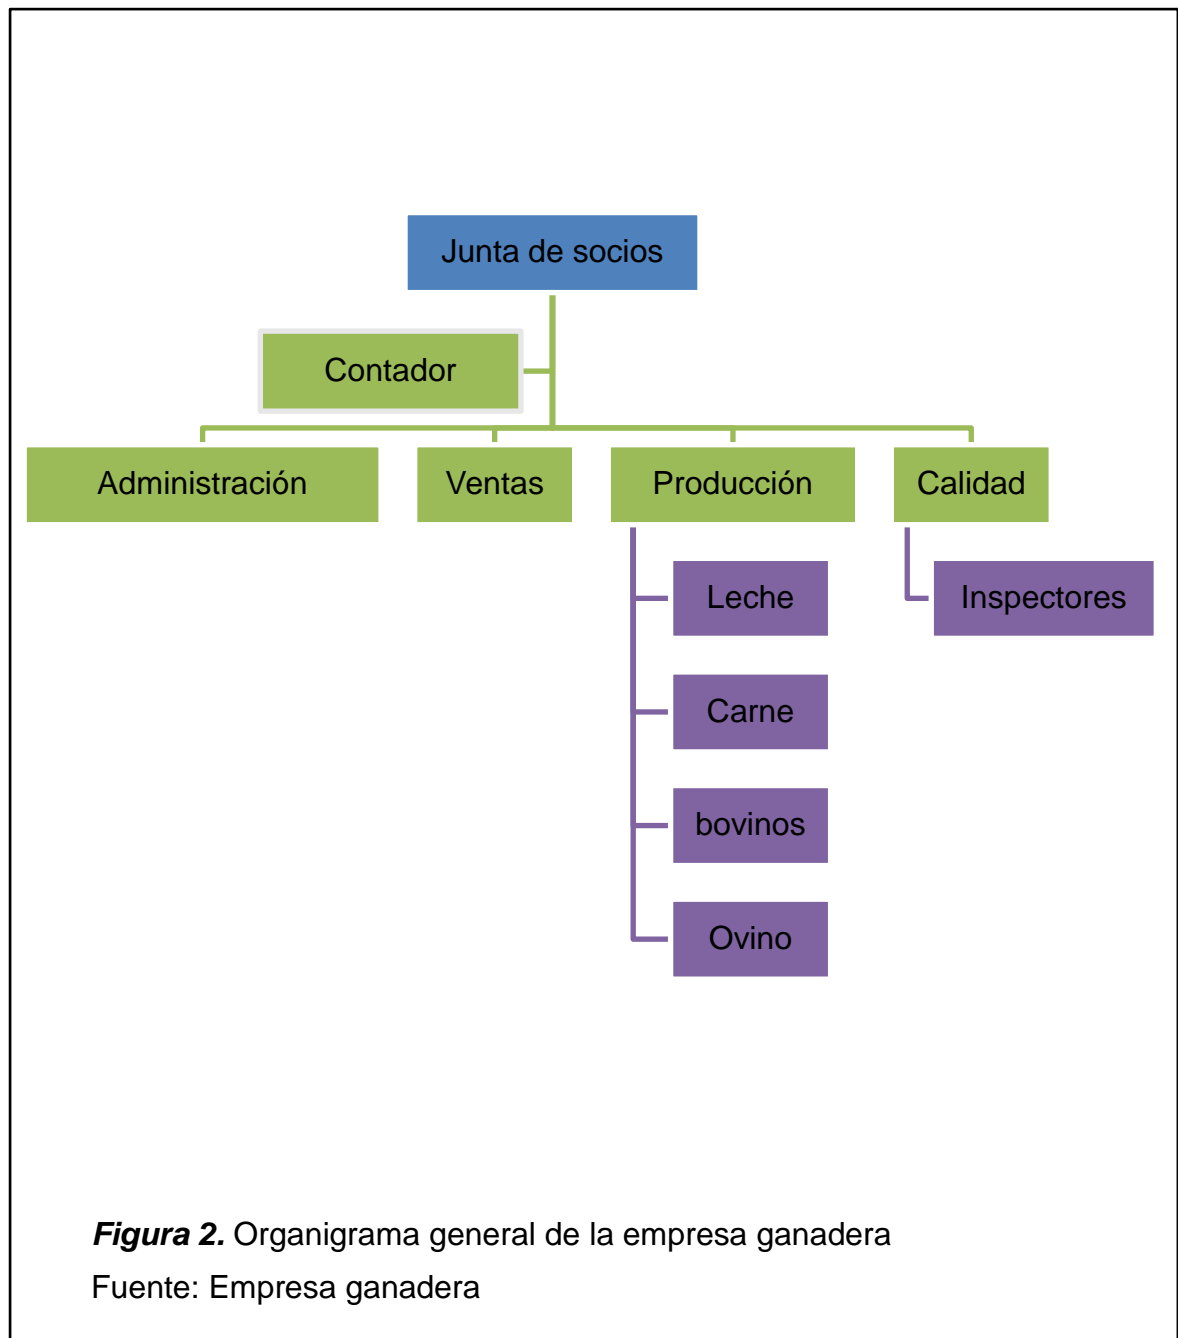 Junta de socios
Contador
Administración
Ventas
Producción
Calidad
Leche
Inspectores
Carne
bovinos
Ovino
Figura 2. Organigrama general de la empresa ganadera
Fuente: Empresa ganadera